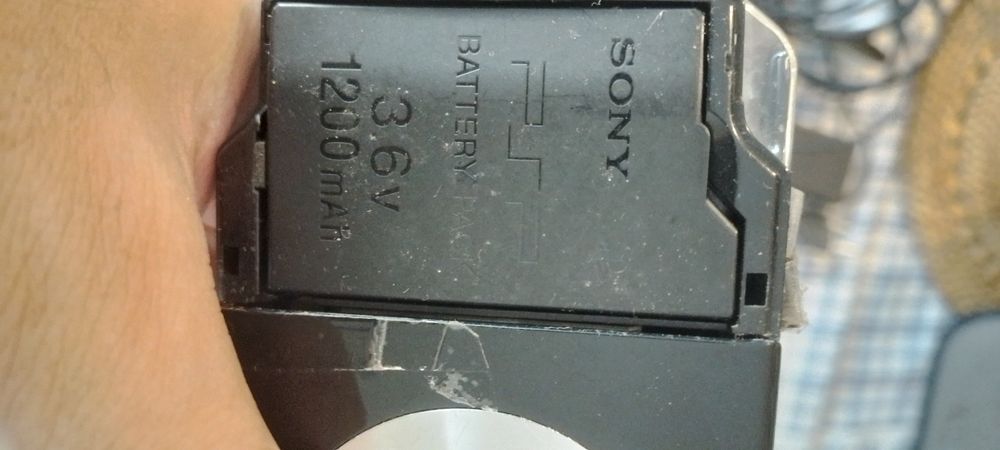 SONY
PSP
BATTERY PACK
3.6V
1200mAh